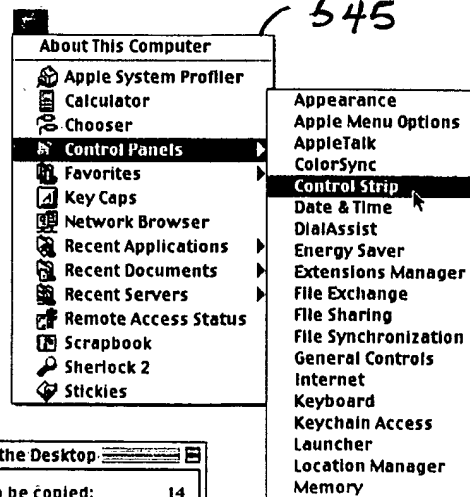 545
About This Computer
Apple System Profiler
Calculator
Chooser
Control Panels
Favorites
Key Caps
Network Browser
Recent Applications
Recent Documents
Recent Servers
Remote Access Status
Scrapbook
Sherlock 2
Stickies
Appearance
Apple Menu Options
AppleTalk
ColorSync
Control Strip
Date & Time
DialAssist
Energy Saver
Extensions Manager
File Exchange
File Sharing
File Synchronization
General Controls
Internet
Keyboard
Keychain Access
Launcher
Location Manager
Memory
the Desktop
be copied: 14